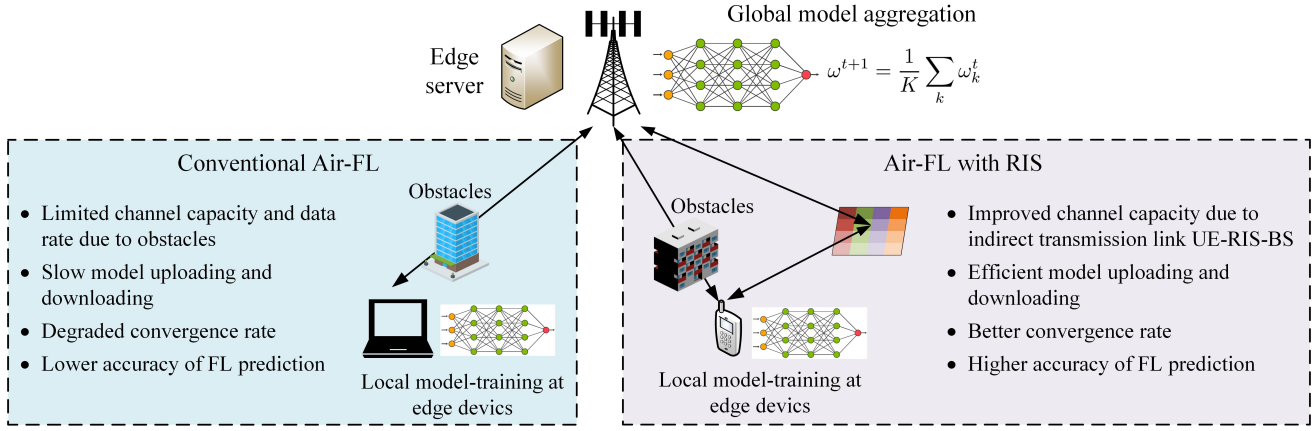 Global model aggregation
Edge
server
ω^{t+1} = \frac{1}{K} \sum_{k} ω_k^t
Conventional Air-FL
Obstacles
• Limited channel capacity and data
rate due to obstacles
• Slow model uploading and
downloading
• Degraded convergence rate
• Lower accuracy of FL prediction
Local model-training at
edge devics
Air-FL with RIS
Obstacles
• Improved channel capacity due to
indirect transmission link UE-RIS-BS
• Efficient model uploading and
downloading
• Better convergence rate
• Higher accuracy of FL prediction
Local model-training at
edge devics